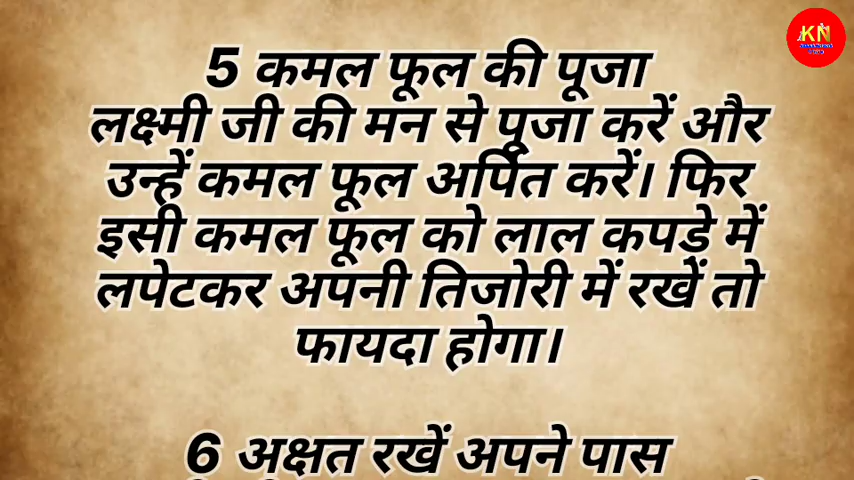 KN
5 कमल फूल की पूजा
लक्ष्मी जी की मन से पूजा करें और
उन्हें कमल फूल अर्पित करें। फिर
इसी कमल फूल को लाल कपड़े में
लपेटकर अपनी तिजोरी में रखें तो
फायदा होगा।
6 अक्षत रखें अपने पास